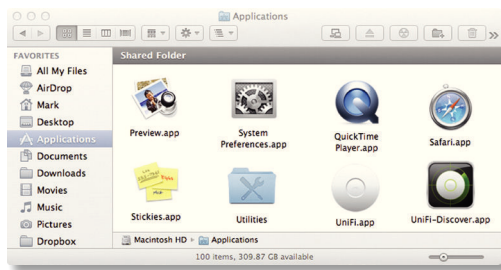 Applications
FAVORITES
All My Files
AirDrop
Mark
Desktop
Applications
Documents
Downloads
Movies
Music
Pictures
Dropbox
Shared Folder
Preview.app
System
Preferences.app
QuickTime
Player.app
Safari.app
Stickies.app
Utilities
UniFi.app
UniFi-Discover.app
Macintosh HD ▸ Applications
100 items, 309.87 GB available